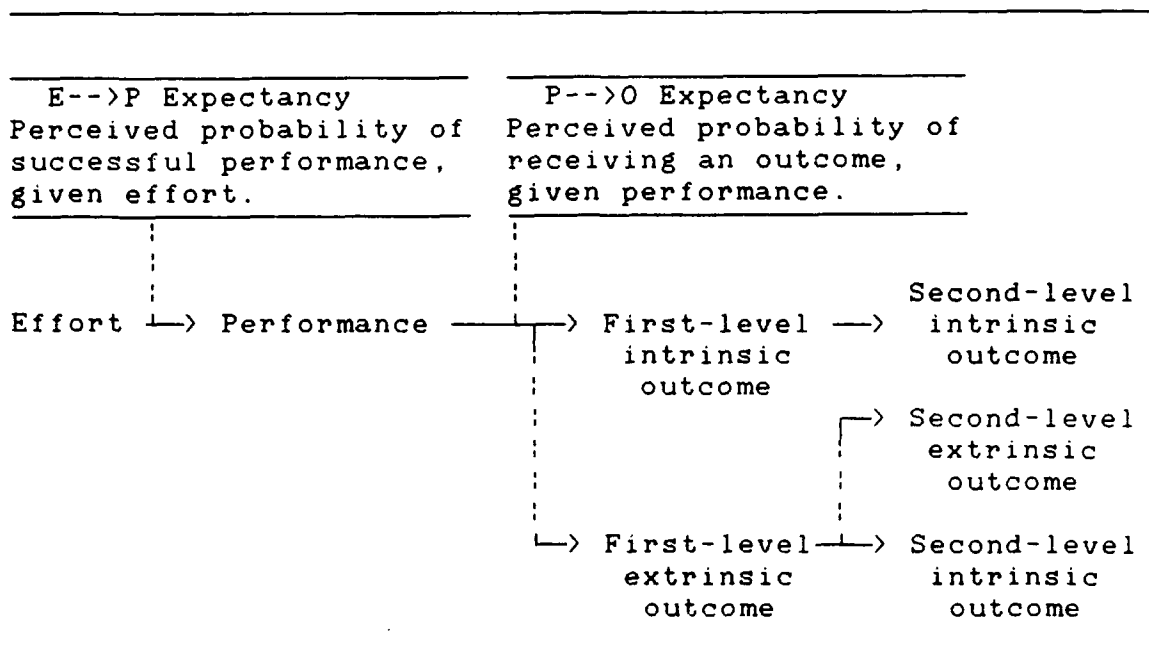 E-->P Expectancy
Perceived probability of
successful performance,
given effort.
P-->O Expectancy
Perceived probability of
receiving an outcome,
given performance.
Effort —> Performance —> First-level —> Second-level
intrinsic intrinsic
outcome outcome
Second-level
extrinsic
outcome
First-level —> Second-level
extrinsic intrinsic
outcome outcome